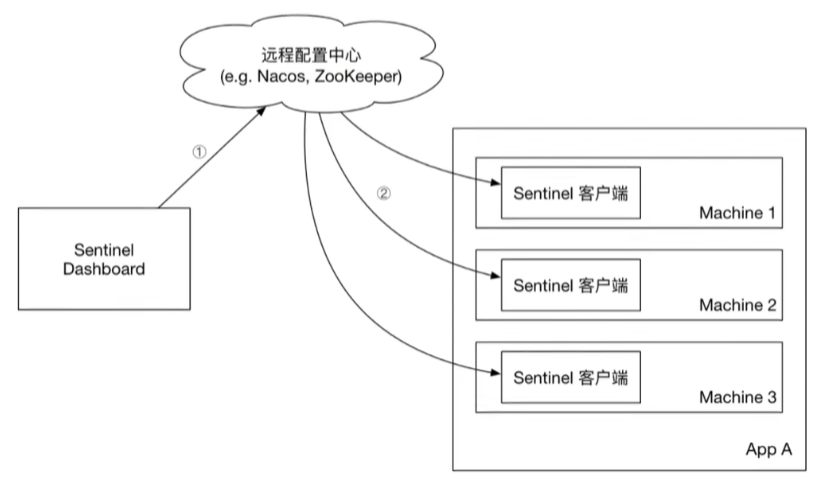 远程配置中心
(e.g. Nacos, ZooKeeper)
①
②
Sentinel
Dashboard
Sentinel 客户端
Machine 1
Sentinel 客户端
Machine 2
Sentinel 客户端
Machine 3
App A